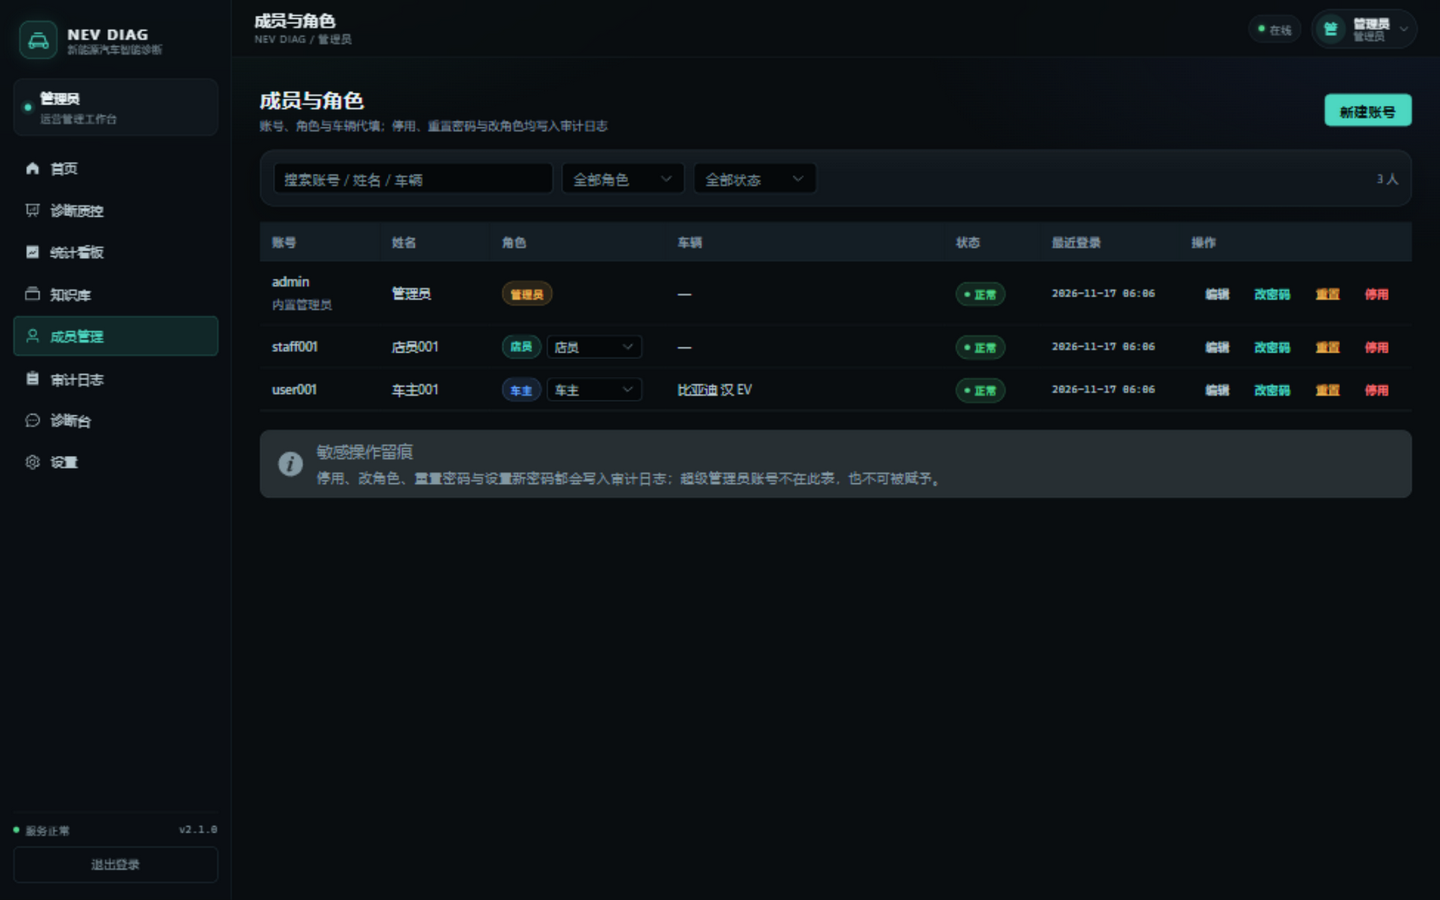 NEV DIAG
新能源汽车智能诊断
管理员
运营管理工作台
首页
诊断质控
统计看板
知识库
成员管理
审计日志
诊断台
设置
服务正常 v2.1.0
退出登录
成员与角色
NEV DIAG / 管理员
在线
管 管理员
管理员
成员与角色
账号、角色与车辆代填；停用、重置密码与改角色均写入审计日志
新建账号
搜索账号 / 姓名 / 车辆 全部角色 全部状态 3 人
账号 姓名 角色 车辆 状态 最近登录 操作
admin
内置管理员
管理员 管理员 — 正常 2026-11-17 06:06 编辑 改密码 重置 停用
staff001 店员001 店员 店员 — 正常 2026-11-17 06:06 编辑 改密码 重置 停用
user001 车主001 车主 车主 比亚迪 汉 EV 正常 2026-11-17 06:06 编辑 改密码 重置 停用
敏感操作留痕
停用、改角色、重置密码与设置新密码都会写入审计日志；超级管理员账号不在此表，也不可被赋予。